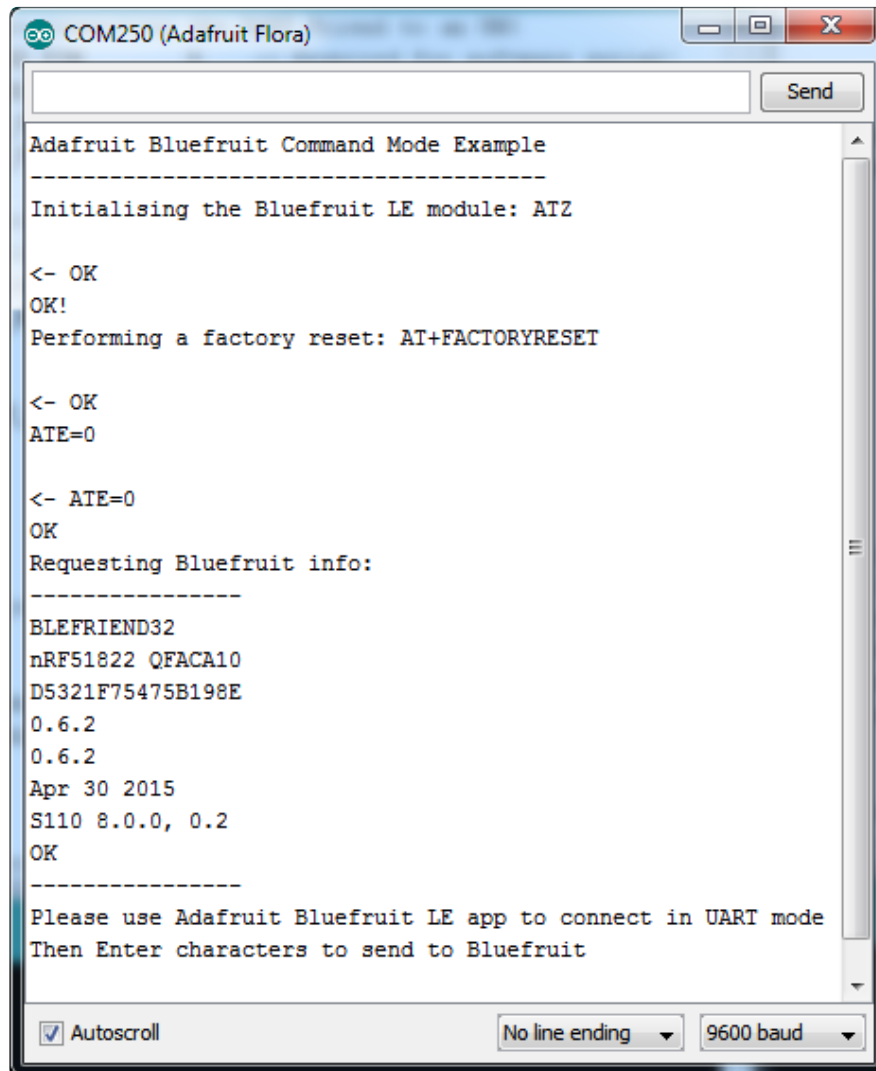 COM250 (Adafruit Flora)
Send
Adafruit Bluefruit Command Mode Example
---------------------------------------
Initialising the Bluefruit LE module: ATZ
<- OK
OK!
Performing a factory reset: AT+FACTORYRESET
<- OK
ATE=0
<- ATE=0
OK
Requesting Bluefruit info:
----------------
BLEFRIEND32
nRF51822 QFACA10
D5321F75475B198E
0.6.2
0.6.2
Apr 30 2015
S110 8.0.0, 0.2
OK
----------------
Please use Adafruit Bluefruit LE app to connect in UART mode
Then Enter characters to send to Bluefruit
Autoscroll
No line ending
9600 baud